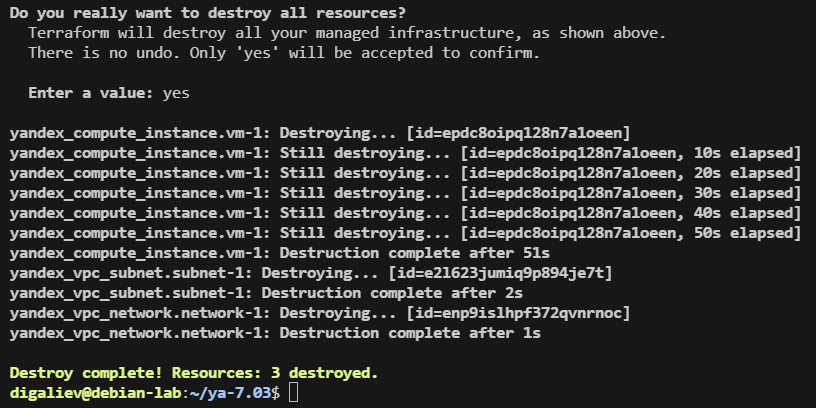 Do you really want to destroy all resources?
  Terraform will destroy all your managed infrastructure, as shown above.
  There is no undo. Only 'yes' will be accepted to confirm.

  Enter a value: yes

yandex_compute_instance.vm-1: Destroying... [id=epdc8oipq128n7a1oeen]
yandex_compute_instance.vm-1: Still destroying... [id=epdc8oipq128n7a1oeen, 10s elapsed]
yandex_compute_instance.vm-1: Still destroying... [id=epdc8oipq128n7a1oeen, 20s elapsed]
yandex_compute_instance.vm-1: Still destroying... [id=epdc8oipq128n7a1oeen, 30s elapsed]
yandex_compute_instance.vm-1: Still destroying... [id=epdc8oipq128n7a1oeen, 40s elapsed]
yandex_compute_instance.vm-1: Still destroying... [id=epdc8oipq128n7a1oeen, 50s elapsed]
yandex_compute_instance.vm-1: Destruction complete after 51s
yandex_vpc_subnet.subnet-1: Destroying... [id=e2l623jumiq9p894je7t]
yandex_vpc_subnet.subnet-1: Destruction complete after 2s
yandex_vpc_network.network-1: Destroying... [id=enp9islhpf372qvnrnoc]
yandex_vpc_network.network-1: Destruction complete after 1s

Destroy complete! Resources: 3 destroyed.
digaliev@debian-lab:~/ya-7.03$